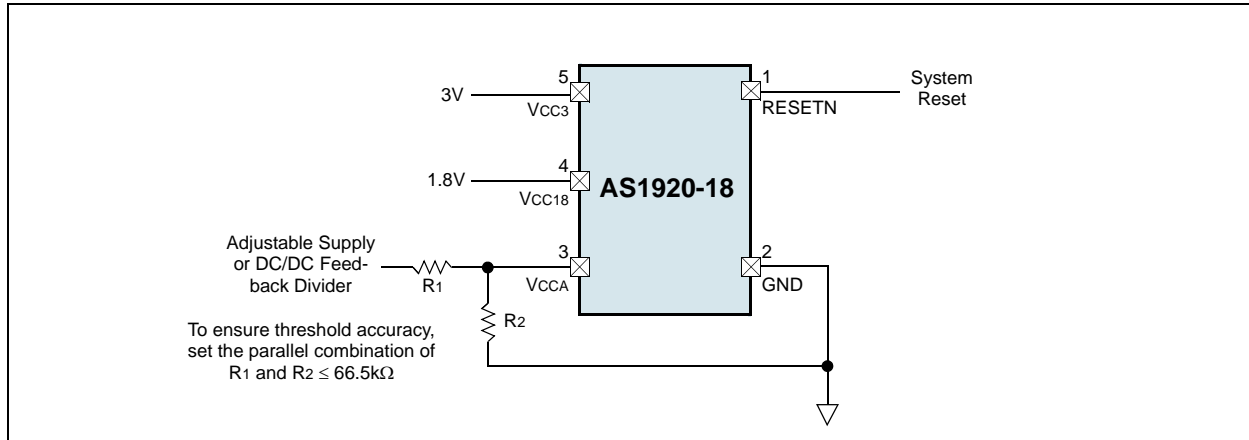 5
3V
VCC3
1
RESETN
System
Reset
4
1.8V
VCC18
AS1920-18
Adjustable Supply
or DC/DC Feed-
back Divider
R1
3
VCCA
2
GND
R2
To ensure threshold accuracy,
set the parallel combination of
R1 and R2 ≤ 66.5kΩ